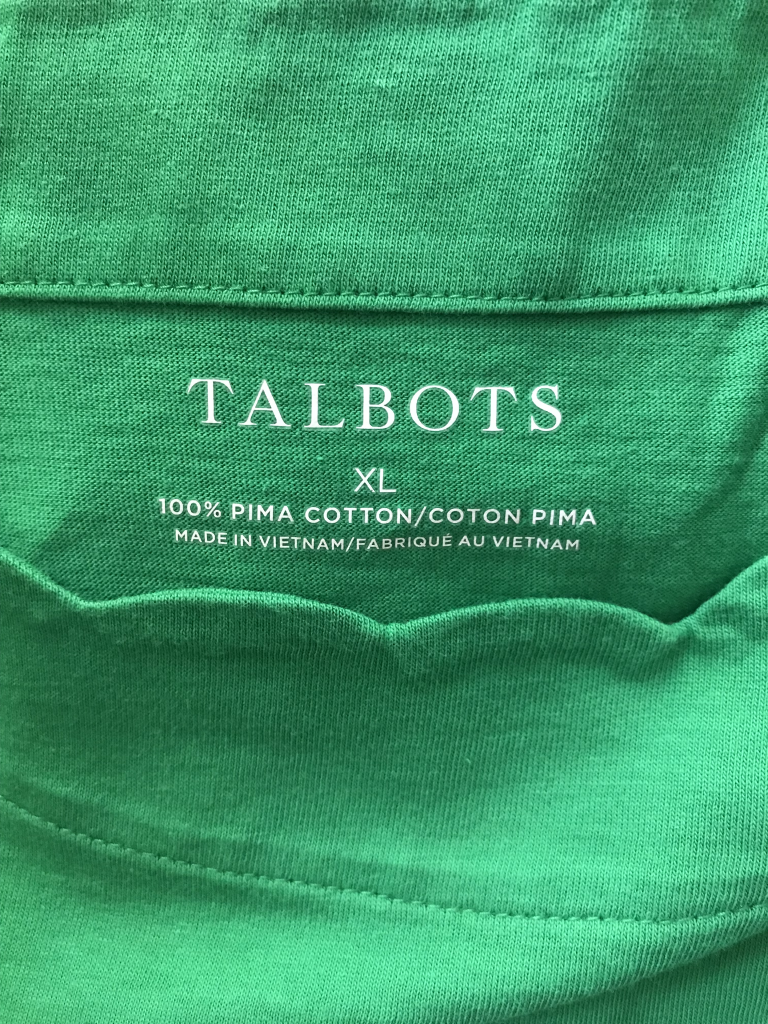 TALBOTS
XL
100% PIMA COTTON/COTON PIMA
MADE IN VIETNAM/FABRIQUÉ AU VIETNAM